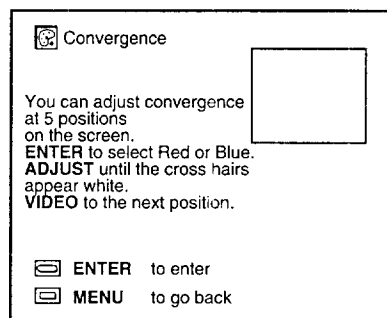 Convergence
You can adjust convergence
at 5 positions
on the screen.
ENTER to select Red or Blue.
ADJUST until the cross hairs
appear white.
VIDEO to the next position.
ENTER to enter
MENU to go back